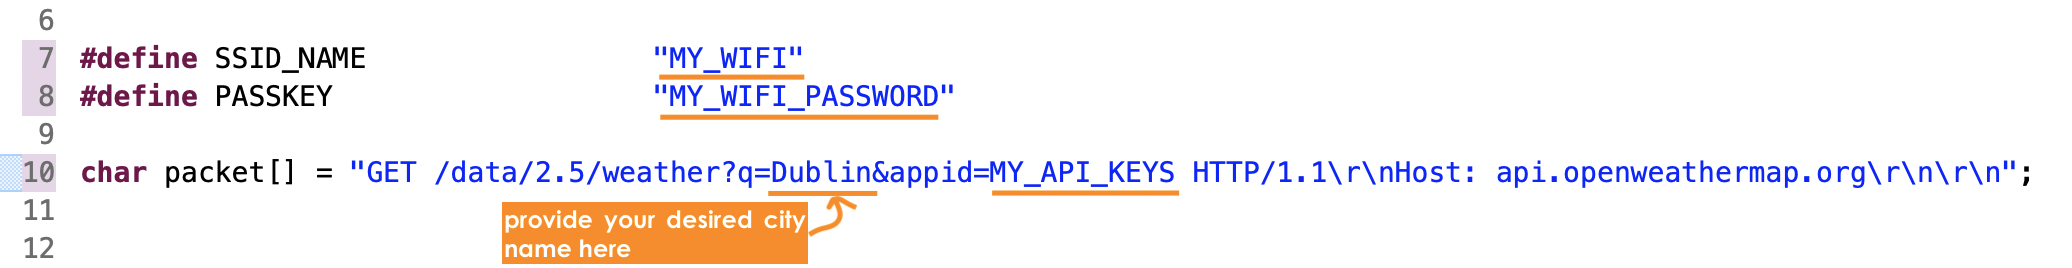 6
7 #define SSID_NAME "MY_WIFI"
8 #define PASSKEY "MY_WIFI_PASSWORD"
9
10 char packet[] = "GET /data/2.5/weather?q=Dublin&appid=MY_API_KEYS HTTP/1.1\r\nHost: api.openweathermap.org\r\n\r\n";
11
provide your desired city
name here
12